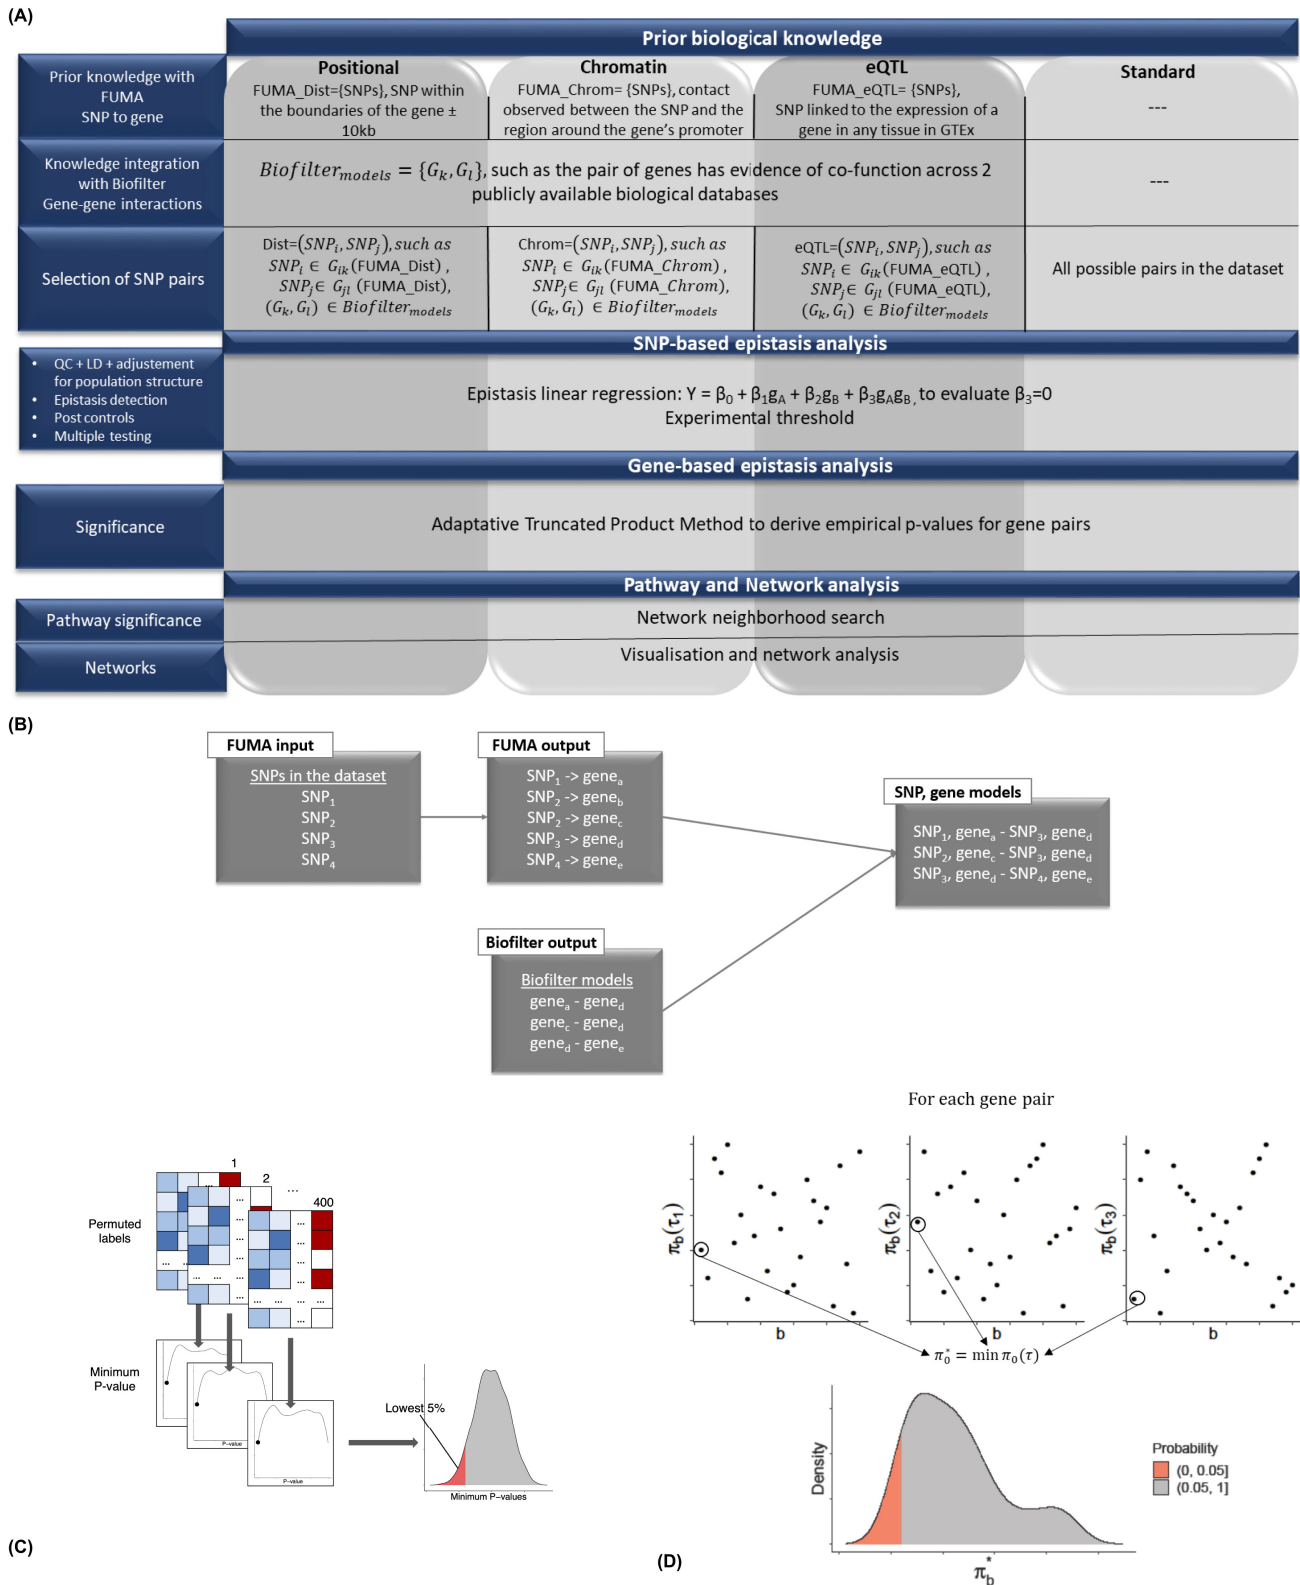 (A)
Prior biological knowledge
Prior knowledge with
FUMA
SNP to gene
Positional
FUMA_Dist={SNPs}, SNP within
the boundaries of the gene ±
10kb
Chromatin
FUMA_Chrom= {SNPs}, contact
observed between the SNP and the
region around the gene's promoter
eQTL
FUMA_eQTL= {SNPs},
SNP linked to the expression of a
gene in any tissue in GTEx
Standard
---
Knowledge integration
with Biofilter
Gene-gene interactions
Biofilter_models = {G_k, G_l}, such as the pair of genes has evidence of co-function across 2
publicly available biological databases
---
Selection of SNP pairs
Dist=(SNP_i, SNP_j), such as
SNP_i ∈ G_ik(FUMA_Dist) ,
SNP_j∈ G_jl (FUMA_Dist),
(G_k, G_l) ∈ Biofilter_models
Chrom=(SNP_i, SNP_j), such as
SNP_i ∈ G_ik(FUMA_Chrom) ,
SNP_j∈ G_jl (FUMA_Chrom),
(G_k, G_l) ∈ Biofilter_models
eQTL=(SNP_i, SNP_j), such as
SNP_i ∈ G_ik(FUMA_eQTL) ,
SNP_j∈ G_jl (FUMA_eQTL),
(G_k, G_l) ∈ Biofilter_models
All possible pairs in the dataset
SNP-based epistasis analysis
• QC + LD + adjustement
for population structure
• Epistasis detection
• Post controls
• Multiple testing
Epistasis linear regression: Y = β₀ + β₁g_A + β₂g_B + β₃g_Ag_B , to evaluate β₃=0
Experimental threshold
Gene-based epistasis analysis
Significance
Adaptative Truncated Product Method to derive empirical p-values for gene pairs
Pathway and Network analysis
Pathway significance
Network neighborhood search
Networks
Visualisation and network analysis
(B)
FUMA input
SNPs in the dataset
SNP₁
SNP₂
SNP₃
SNP₄
FUMA output
SNP₁ -> gene_a
SNP₂ -> gene_b
SNP₂ -> gene_c
SNP₃ -> gene_d
SNP₄ -> gene_e
SNP, gene models
SNP₁, gene_a - SNP₃, gene_d
SNP₂, gene_c - SNP₃, gene_d
SNP₃, gene_d - SNP₄, gene_e
Biofilter output
Biofilter models
gene_a - gene_d
gene_c - gene_d
gene_d - gene_e
Permuted
labels
1
2
...
400
... ... ... ... ... ... ...
Minimum
P-value
P-value
P-value
Lowest 5%
Minimum P-values
(C)
For each gene pair
π_b(τ₁)
b
π_b(τ₂)
b
π_b(τ₃)
b
π₀* = min π₀(τ)
Density
π_b*
Probability
(0, 0.05]
(0.05, 1]
(D)